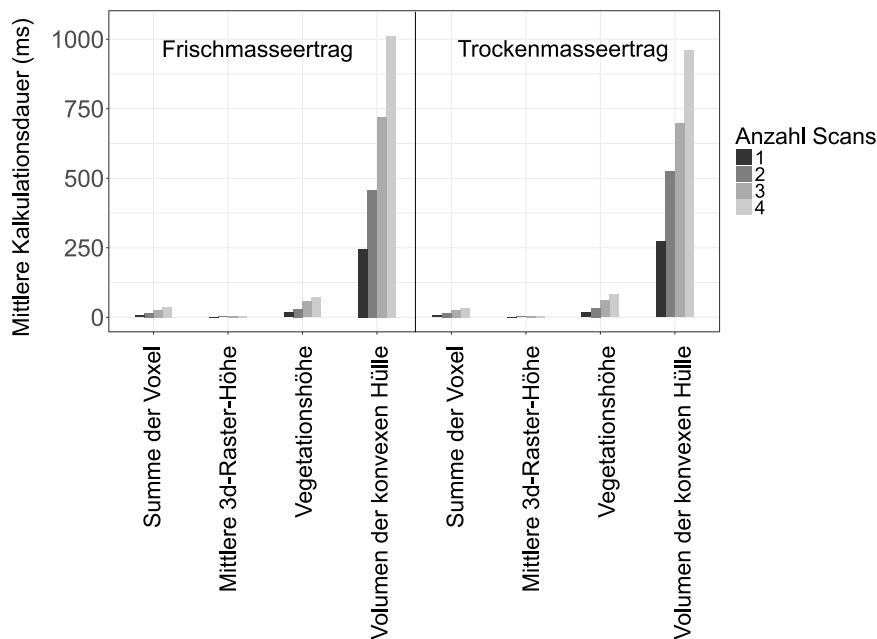 Mittlere Kalkulationsdauer (ms)
1000
750
500
250
0
Frischmasseertrag
Trockenmasseertrag
Summe der Voxel
Mittlere 3d-Raster-Höhe
Vegetationshöhe
Volumen der konvexen Hülle
Summe der Voxel
Mittlere 3d-Raster-Höhe
Vegetationshöhe
Volumen der konvexen Hülle
Anzahl Scans
1
2
3
4